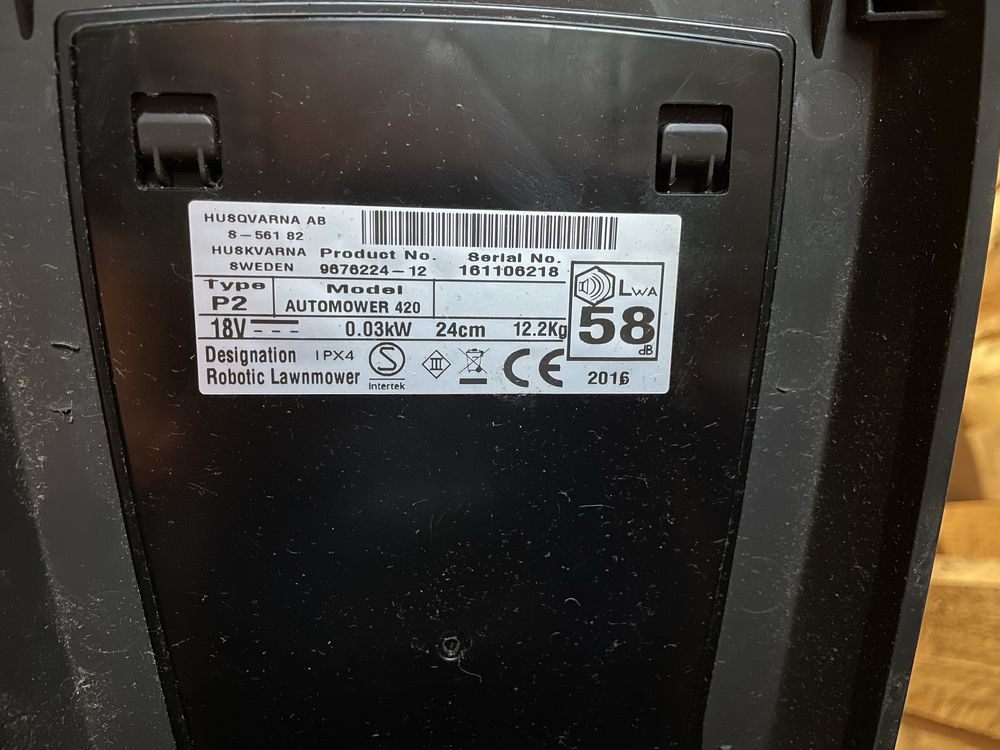 HUSQVARNA AB
S-561 82
HUSKVARNA
SWEDEN
Product No.
9676224-12
Serial No.
161106218
Type
P2
Model
AUTOMOWER 420
LWA
58
dB
18V 0.03kW 24cm 12.2Kg
Designation IPX4
Robotic Lawnmower
S
Intertek
III
CE
2016